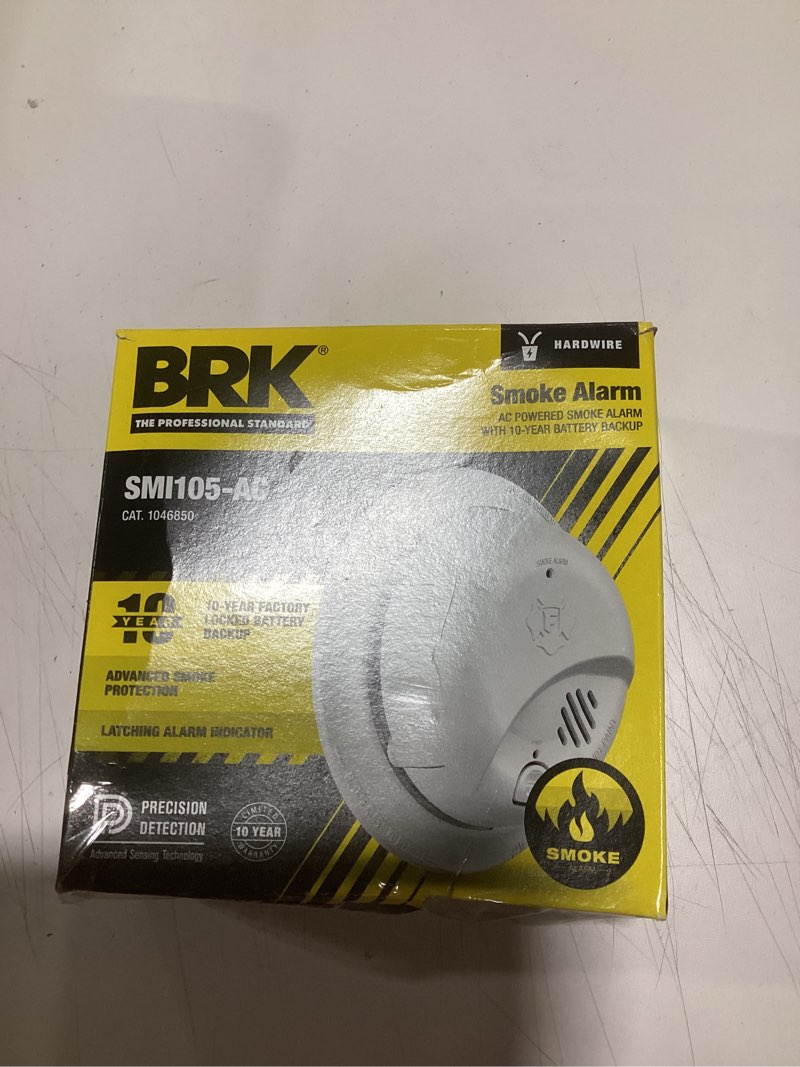 BRK®
THE PROFESSIONAL STANDARD
HARDWIRE
Smoke Alarm
AC POWERED SMOKE ALARM
WITH 10-YEAR BATTERY BACKUP
SMI105-AC
CAT. 1046850
10
YEAR
10-YEAR FACTORY
LOCKED BATTERY
BACKUP
ADVANCED SMOKE
PROTECTION
LATCHING ALARM INDICATOR
SMOKE ALARM
PRECISION
DETECTION
Advanced Sensing Technology
LIMITED
10 YEAR
WARRANTY
SMOKE
ALARM